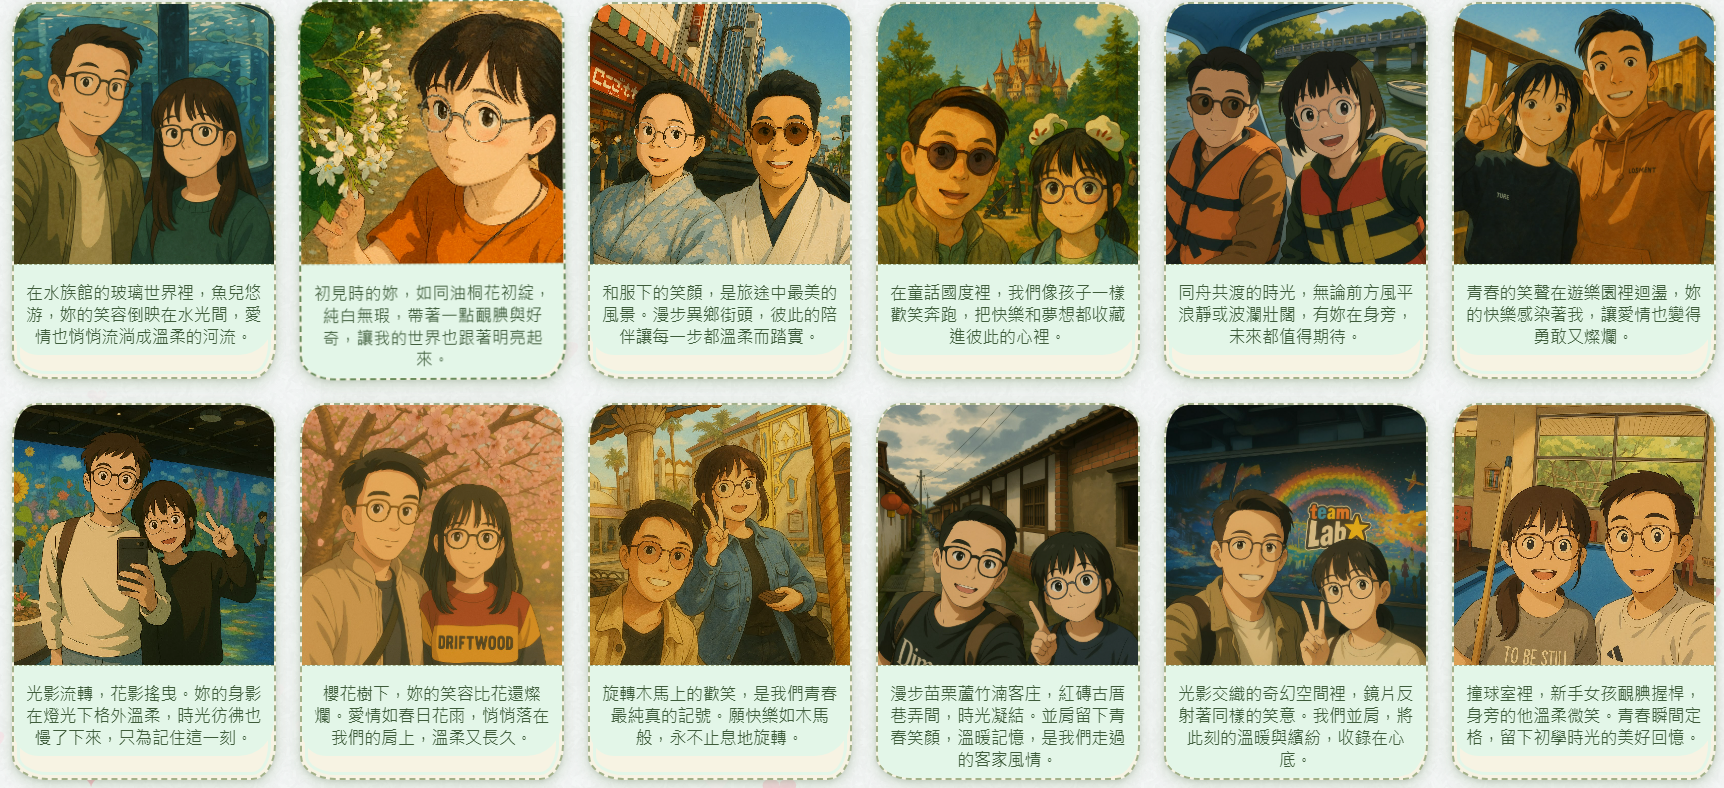 在水族館的玻璃世界裡，魚兒悠
游，妳的笑容倒映在水光間，愛
情也悄悄流淌成溫柔的河流。
初見時的妳，如同油桐花初綻，
純白無瑕，帶著一點靦腆與好
奇，讓我的世界也跟著明亮起
來。
和服下的笑顏，是旅途中最美的
風景。漫步異鄉街頭，彼此的陪
伴讓每一步都溫柔而踏實。
在童話國度裡，我們像孩子一樣
歡笑奔跑，把快樂和夢想都收藏
進彼此的心裡。
同舟共渡的時光，無論前方風平
浪靜或波瀾壯闊，有妳在身旁，
未來都值得期待。
TURE
青春的笑聲在遊樂園裡迴盪，妳
的快樂感染著我，讓愛情也變得
勇敢又燦爛。
光影流轉，花影搖曳。妳的身影
在燈光下格外溫柔，時光彷彿也
慢了下來，只為記住這一刻。
DRIFTWOOD
櫻花樹下，妳的笑容比花還燦
爛。愛情如春日花雨，悄悄落在
我們的肩上，溫柔又長久。
旋轉木馬上的歡笑，是我們青春
最純真的記號。願快樂如木馬
般，永不止息地旋轉。
漫步苗栗蘆竹湳客庄，紅磚古厝
巷弄間，時光凝結。並肩留下青
春笑顏，溫暖記憶，是我們走過
的客家風情。
team
Lab
光影交織的奇幻空間裡，鏡片反
射著同樣的笑意。我們並肩，將
此刻的溫暖與繽紛，收錄在心
底。
TO BE STILL
撞球室裡，新手女孩靦腆握桿，
身旁的他溫柔微笑。青春瞬間定
格，留下初學時光的美好回憶。